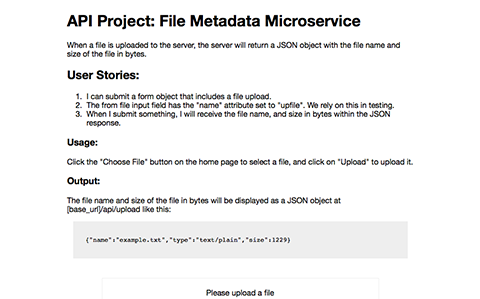 API Project: File Metadata Microservice
When a file is uploaded to the server, the server will return a JSON object with the file name and
size of the file in bytes.
User Stories:
1. I can submit a form object that includes a file upload.
2. The from file input field has the "name" attribute set to "upfile". We rely on this in testing.
3. When I submit something, I will receive the file name, and size in bytes within the JSON
response.
Usage:
Click the "Choose File" button on the home page to select a file, and click on "Upload" to upload it.
Output:
The file name and size of the file in bytes will be displayed as a JSON object at
[base_url]/api/upload like this:
{"name":"example.txt","type":"text/plain","size":1229}
Please upload a file